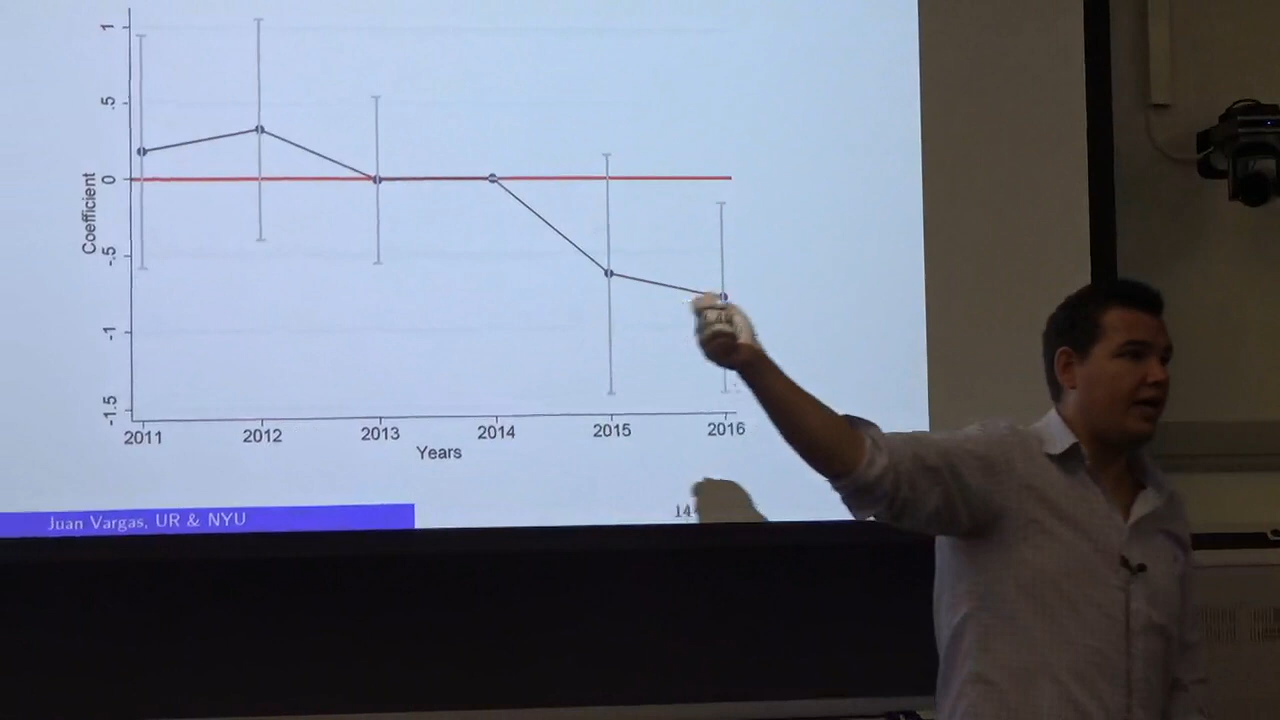 1
.5
0
-.5
-1
-1.5
Coefficient
2011 2012 2013 2014 2015 2016
Years
Juan Vargas, UR & NYU
14